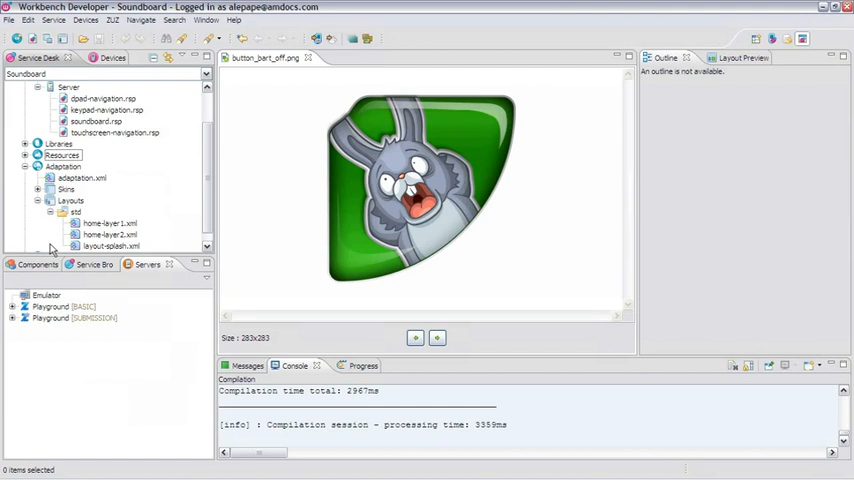 Workbench Developer - Soundboard - Logged in as alepape@amdocs.com
File Edit Service Devices ZUZ Navigate Search Window Help
Service Desk Devices
button_bart_off.png
Outline Layout Preview
Soundboard
An outline is not available.
Server
dpad-navigation.rsp
keypad-navigation.rsp
soundboard.rsp
touchscreen-navigation.rsp
Libraries
Resources
Adaptation
adaptation.xml
Skins
Layouts
std
home-layer1.xml
home-layer2.xml
layout-splash.xml
Components Service Bro Servers
Emulator
Playground [BASIC]
Playground [SUBMISSION]
Size : 283x283
Messages Console Progress
Compilation
Compilation time total: 2967ms
[info] : Compilation session - processing time: 3359ms
0 items selected